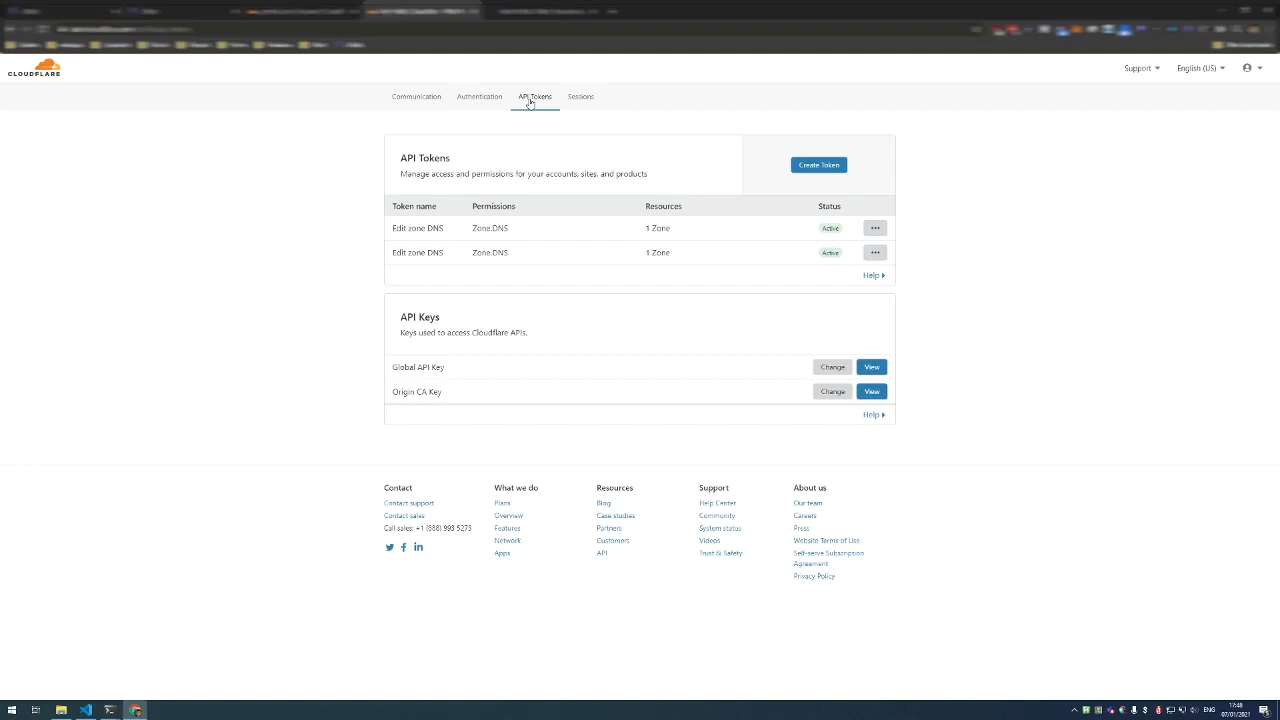 CLOUDFLARE
Support English (US)
Communication Authentication API Tokens Sessions
API Tokens
Manage access and permissions for your accounts, sites, and products
Create Token
Token name Permissions Resources Status
Edit zone DNS Zone.DNS 1 Zone Active
Edit zone DNS Zone.DNS 1 Zone Active
Help
API Keys
Keys used to access Cloudflare APIs.
Global API Key Change View
Origin CA Key Change View
Help
Contact What we do Resources Support About us
Contact support Plans Blog Help Center Our team
Contact sales Overview Case studies Community Careers
Call sales: +1 (888) 993 5273 Features Partners System status Press
Network Customers Videos Website Terms of Use
Apps API Trust & Safety Self-serve Subscription
Agreement
Privacy Policy
ENG
17:48
07/01/2021